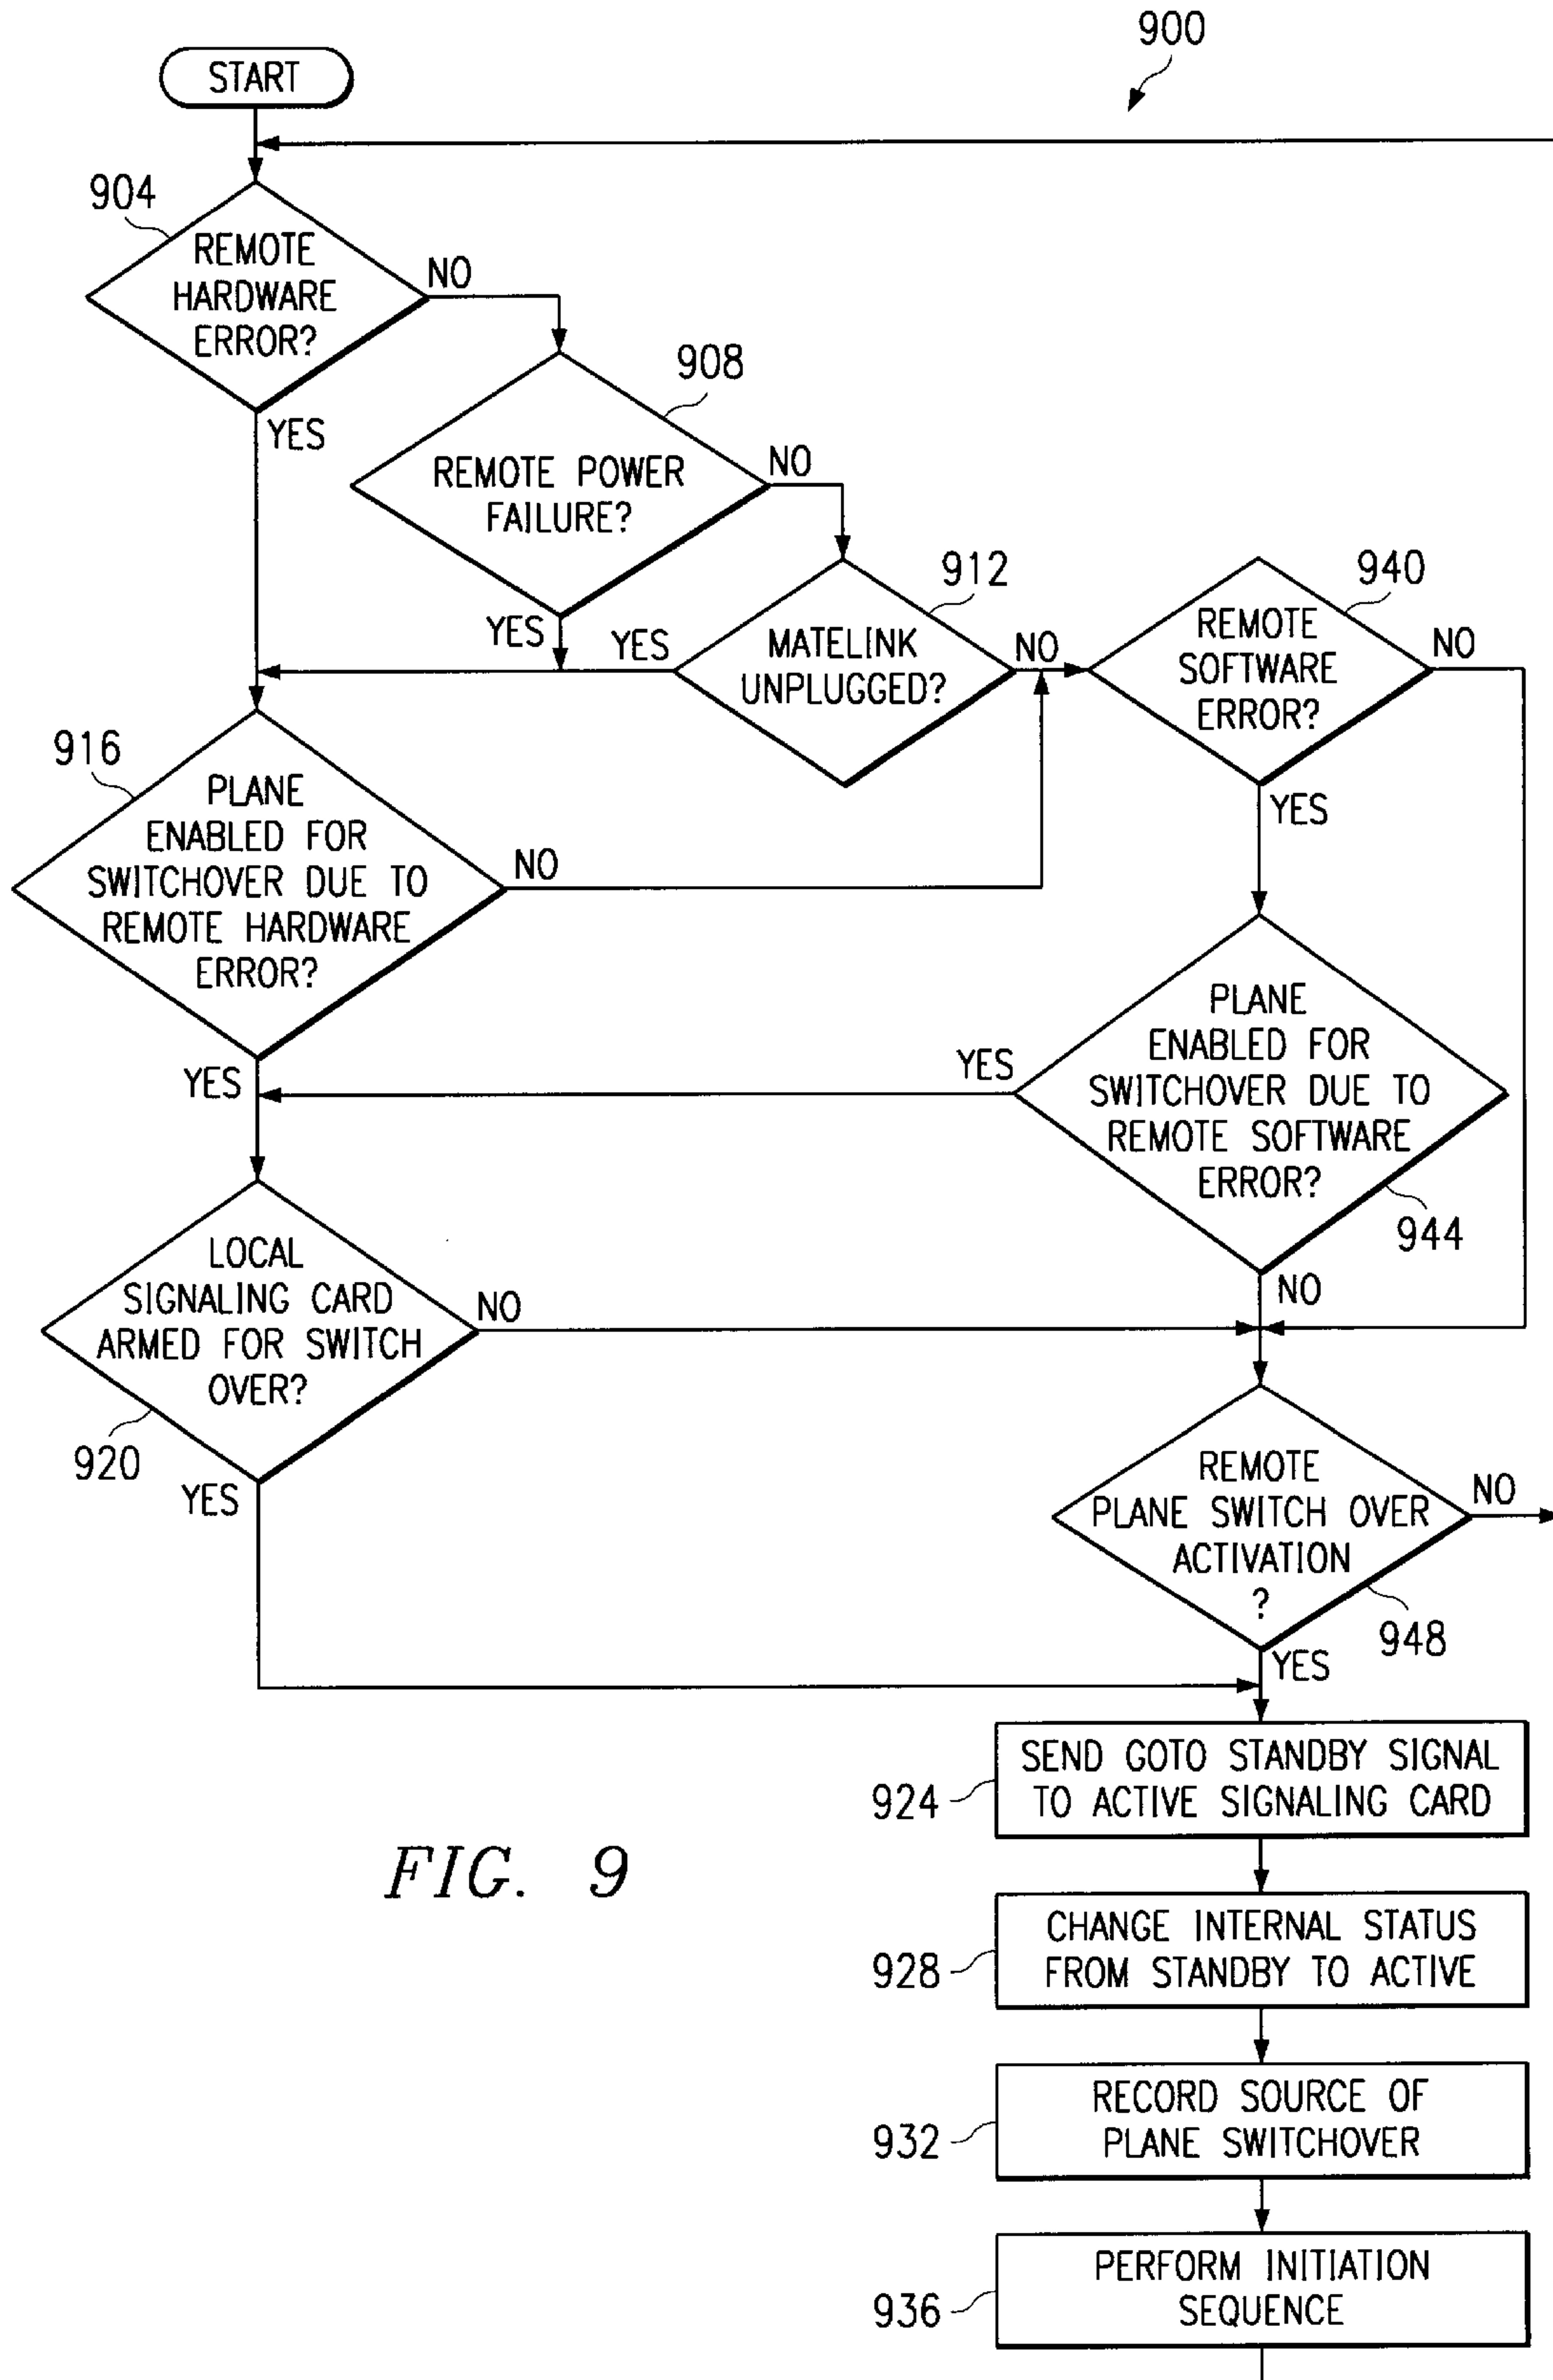 900
START
904
REMOTE
HARDWARE
ERROR?
NO
YES
908
REMOTE POWER
FAILURE?
NO
YES
912
MATELINK
UNPLUGGED?
YES
NO
940
REMOTE
SOFTWARE
ERROR?
NO
YES
916
PLANE
ENABLED FOR
SWITCHOVER DUE TO
REMOTE HARDWARE
ERROR?
NO
YES
PLANE
ENABLED FOR
SWITCHOVER DUE TO
REMOTE SOFTWARE
ERROR?
YES
944
NO
LOCAL
SIGNALING CARD
ARMED FOR SWITCH
OVER?
NO
920
YES
REMOTE
PLANE SWITCH OVER
ACTIVATION
?
NO
948
YES
SEND GOTO STANDBY SIGNAL
TO ACTIVE SIGNALING CARD
924
CHANGE INTERNAL STATUS
FROM STANDBY TO ACTIVE
928
RECORD SOURCE OF
PLANE SWITCHOVER
932
PERFORM INITIATION
SEQUENCE
936
FIG. 9